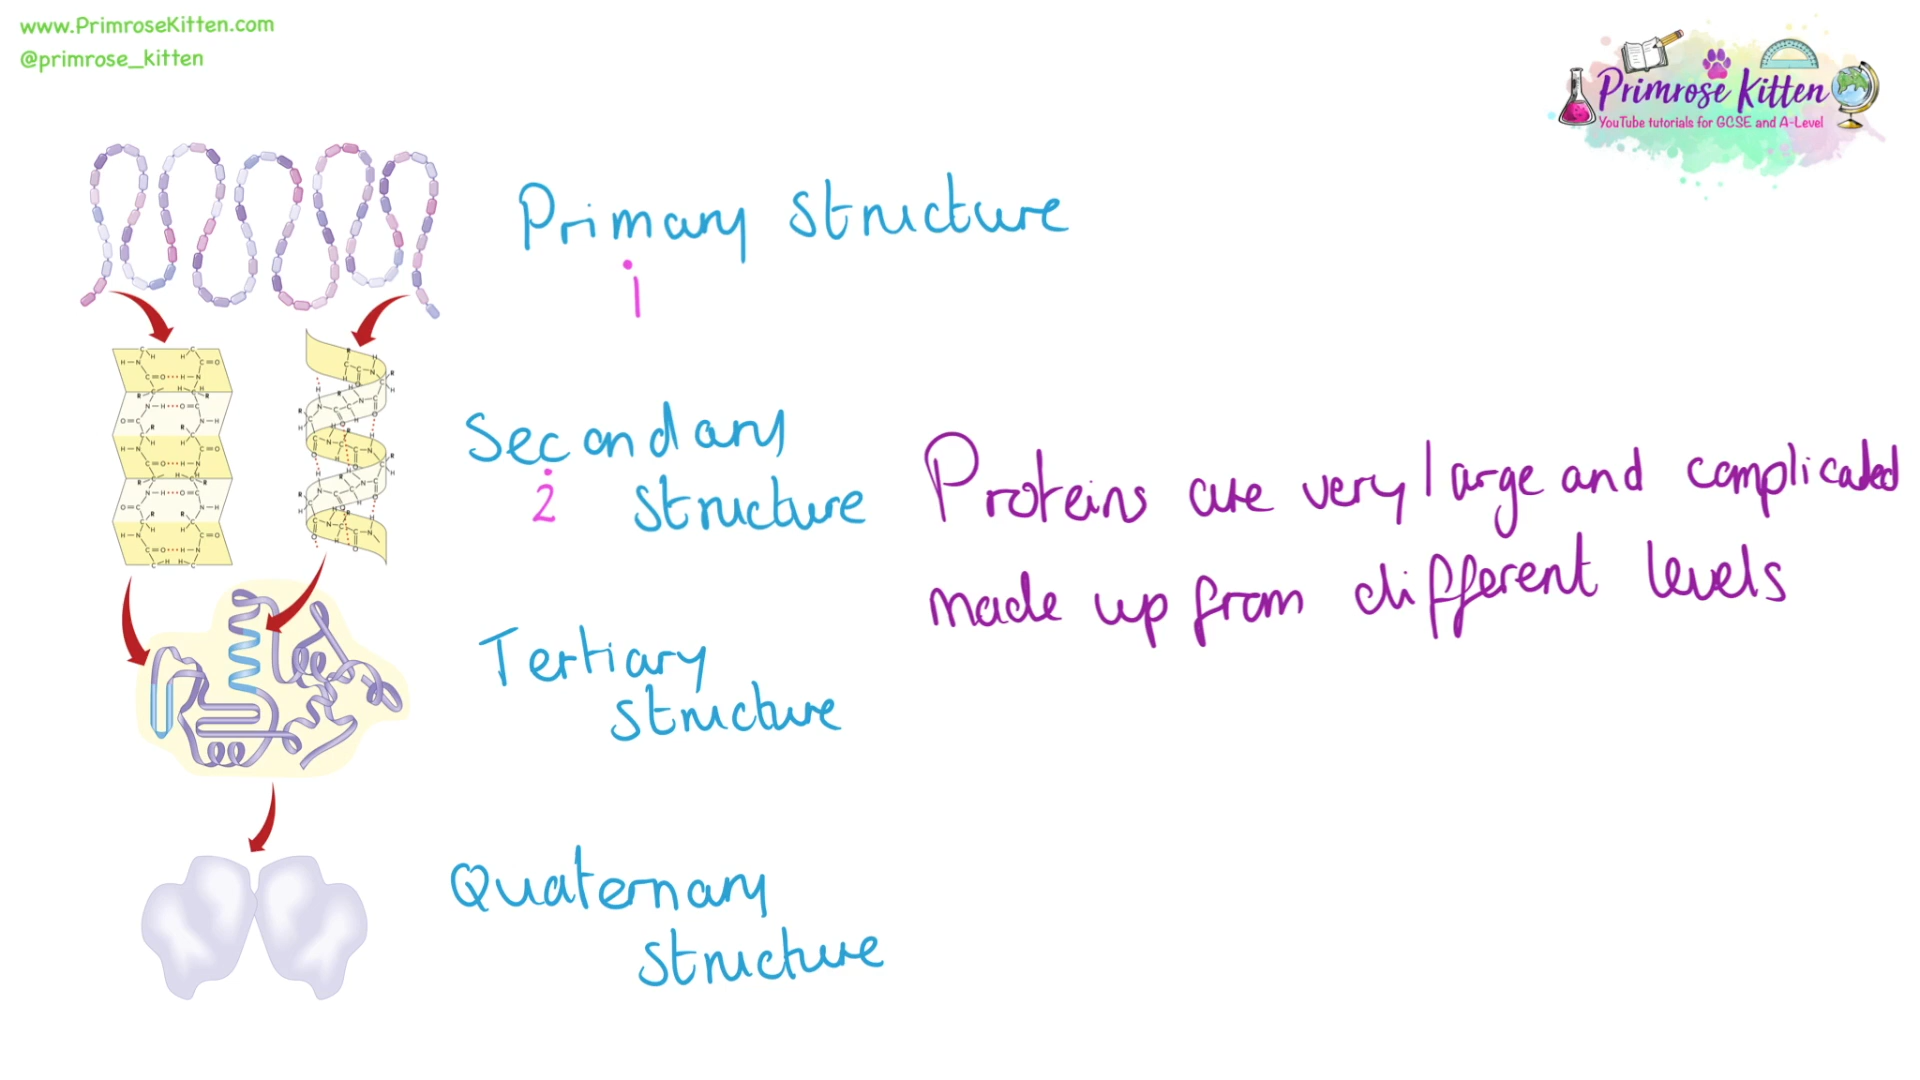 www.PrimroseKitten.com
@primrose_kitten
Primrose Kitten
YouTube tutorials for GCSE and A-Level
Primary structure
1
Secondary
2
structure
Proteins are very large and complicated
made up from different levels
Tertiary
structure
Quaternary
structure